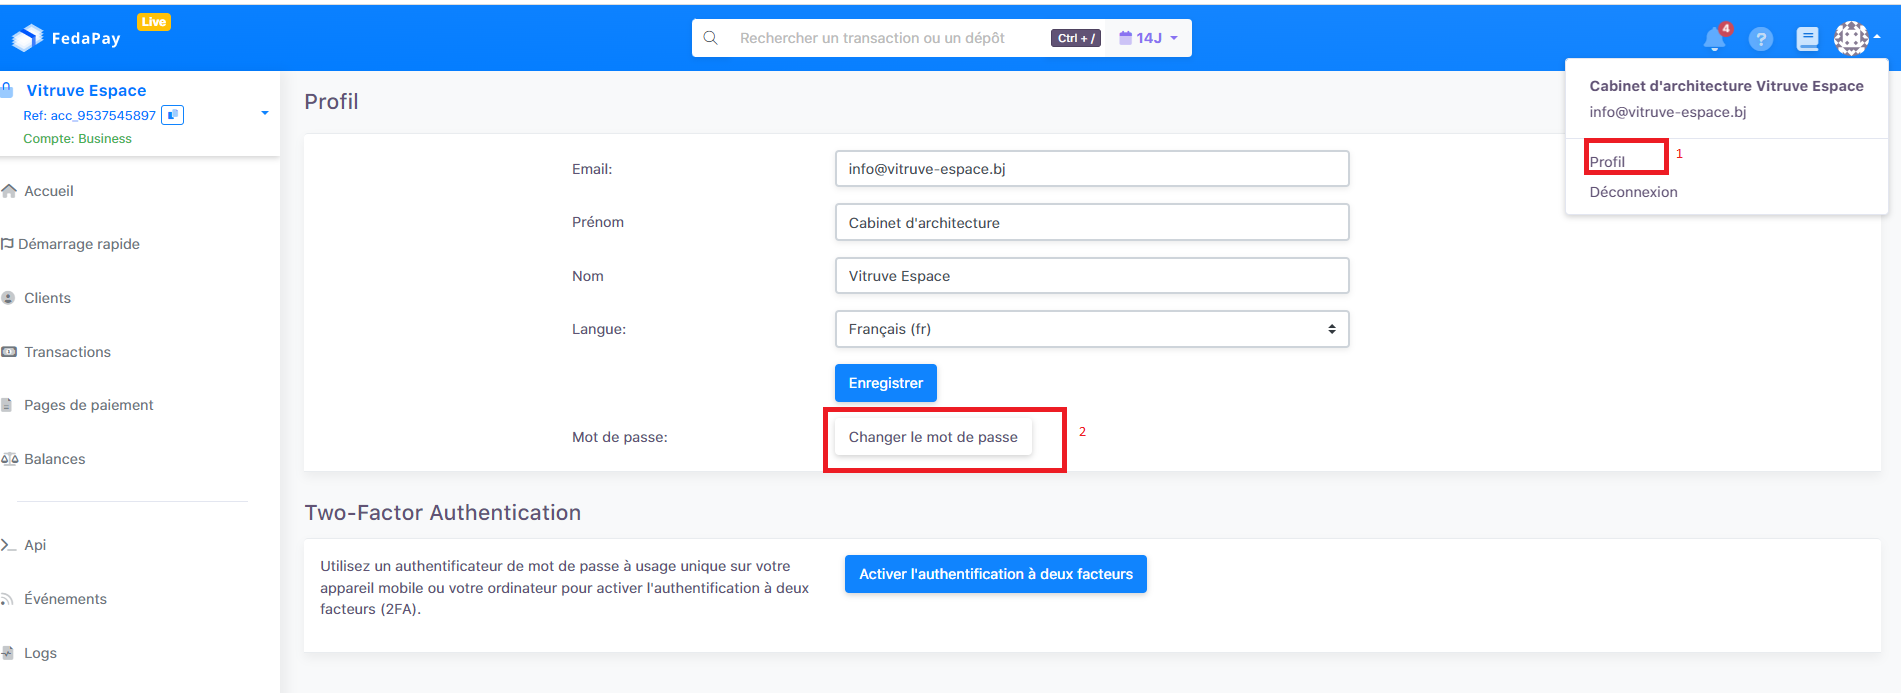 FedaPay
Live
Rechercher un transaction ou un dépôt
Ctrl + /
14J
4
?
Vitruve Espace
Ref: acc_9537545897
Compte: Business
Accueil
Démarrage rapide
Clients
Transactions
Pages de paiement
Balances
Api
Événements
Logs
Cabinet d'architecture Vitruve Espace
info@vitruve-espace.bj
Profil
1
Déconnexion
Profil
Email:
info@vitruve-espace.bj
Prénom
Cabinet d'architecture
Nom
Vitruve Espace
Langue:
Français (fr)
Enregistrer
Mot de passe:
Changer le mot de passe
2
Two-Factor Authentication
Utilisez un authentificateur de mot de passe à usage unique sur votre
appareil mobile ou votre ordinateur pour activer l'authentification à deux
facteurs (2FA).
Activer l'authentification à deux facteurs